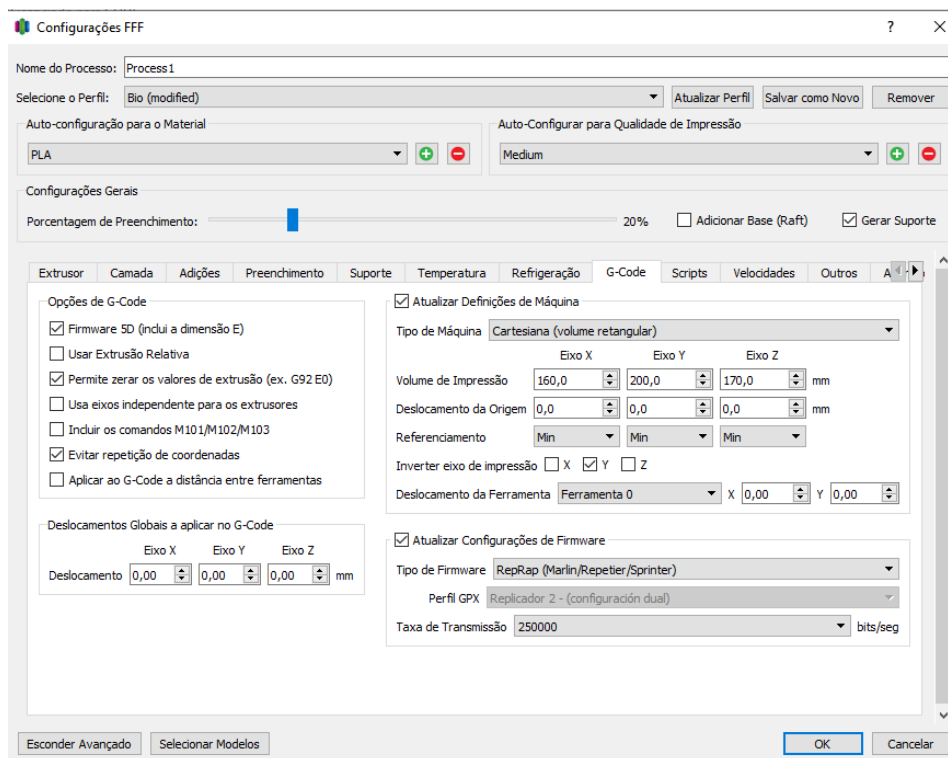 Configurações FFF
Nome do Processo: Process1
Selecione o Perfil: Bio (modified) Atualizar Perfil Salvar como Novo Remover
Auto-configuração para o Material
PLA
Auto-Configurar para Qualidade de Impressão
Medium
Configurações Gerais
Porcentagem de Preenchimento: 20% Adicionar Base (Raft) Gerar Suporte
Extrusor Camada Adições Preenchimento Suporte Temperatura Refrigeração G-Code Scripts Velocidades Outros
Opções de G-Code
Firmware 5D (inclui a dimensão E)
Usar Extrusão Relativa
Permite zerar os valores de extrusão (ex. G92 E0)
Usa eixos independente para os extrusores
Incluir os comandos M101/M102/M103
Evitar repetição de coordenadas
Aplicar ao G-Code a distância entre ferramentas
Deslocamentos Globais a aplicar no G-Code
Eixo X Eixo Y Eixo Z
Deslocamento 0,00 0,00 0,00 mm
Atualizar Definições de Máquina
Tipo de Máquina Cartesiana (volume retangular)
Eixo X Eixo Y Eixo Z
Volume de Impressão 160,0 200,0 170,0 mm
Deslocamento da Origem 0,0 0,0 0,0 mm
Referenciamento Min Min Min
Inverter eixo de impressão X Y Z
Deslocamento da Ferramenta Ferramenta 0 X 0,00 Y 0,00
Atualizar Configurações de Firmware
Tipo de Firmware RepRap (Marlin/Repetier/Sprinter)
Perfil GPX Replicador 2 - (configuración dual)
Taxa de Transmissão 250000 bits/seg
Esconder Avançado Selecionar Modelos OK Cancelar